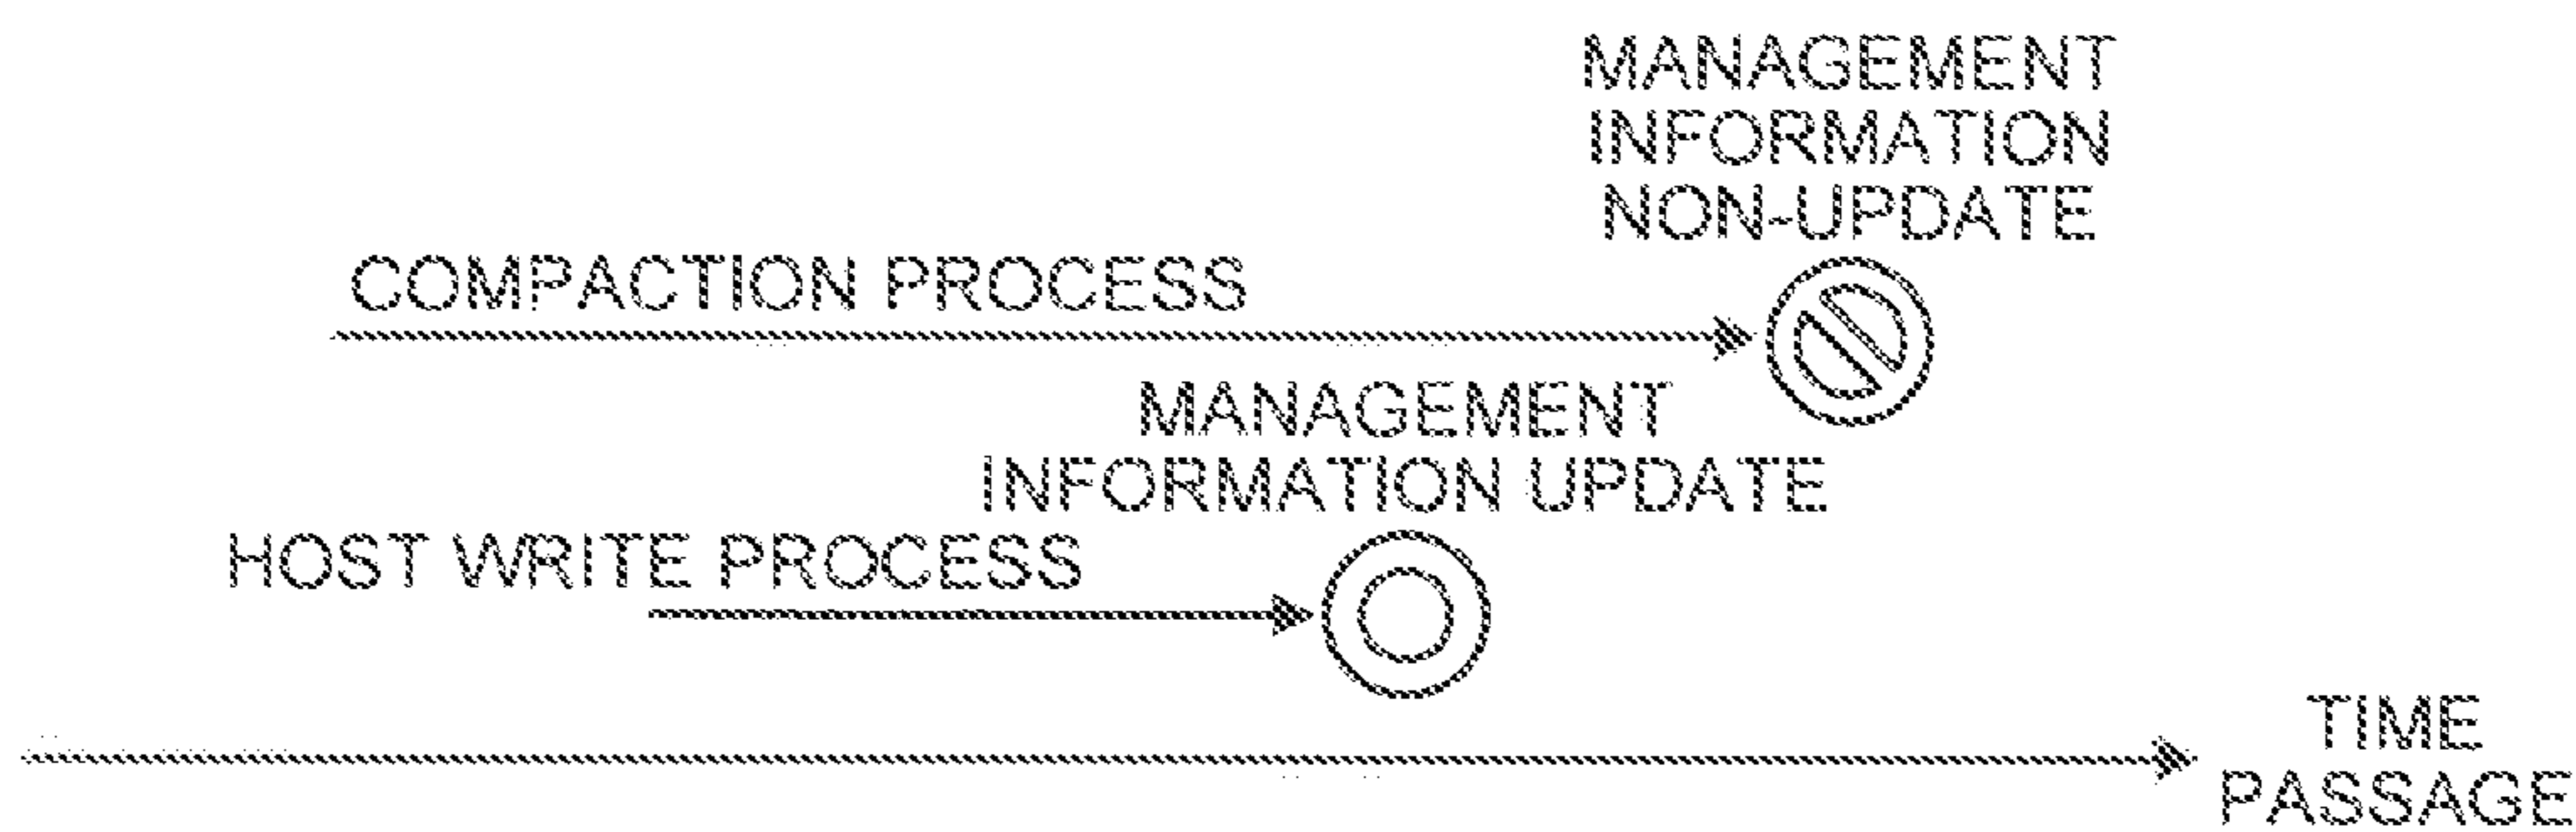 MANAGEMENT
INFORMATION
NON-UPDATE
COMPACTION PROCESS
MANAGEMENT
INFORMATION UPDATE
HOST WRITE PROCESS
TIME
PASSAGE